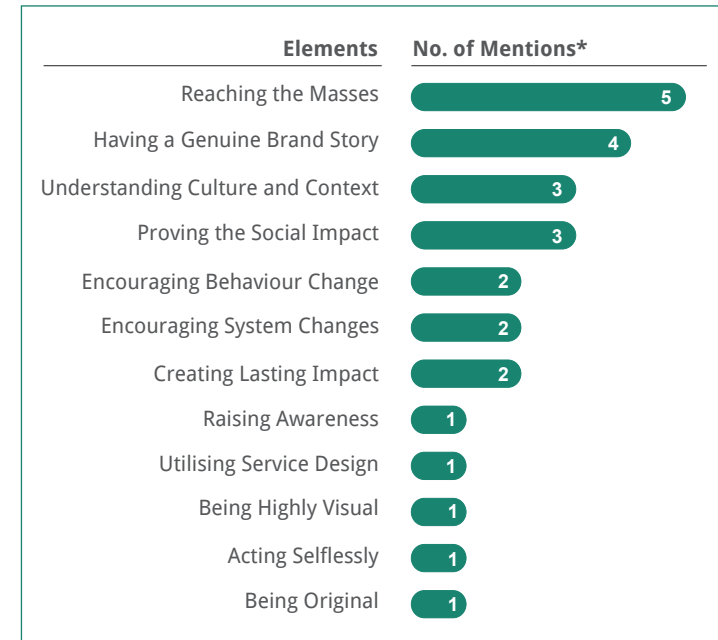 Elements No. of Mentions*
Reaching the Masses 5
Having a Genuine Brand Story 4
Understanding Culture and Context 3
Proving the Social Impact 3
Encouraging Behaviour Change 2
Encouraging System Changes 2
Creating Lasting Impact 2
Raising Awareness 1
Utilising Service Design 1
Being Highly Visual 1
Acting Selflessly 1
Being Original 1